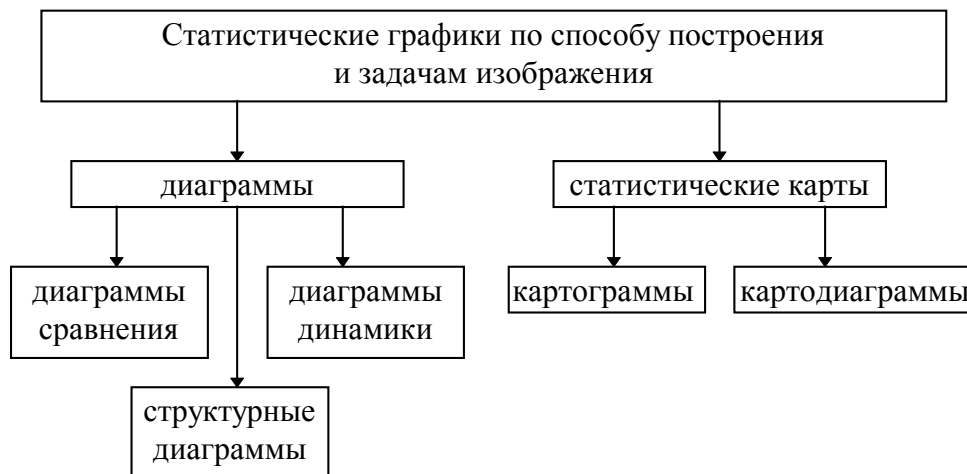 Статистические графики по способу построения
и задачам изображения
диаграммы
статистические карты
диаграммы
сравнения
диаграммы
динамики
картограммы
картодиаграммы
структурные
диаграммы